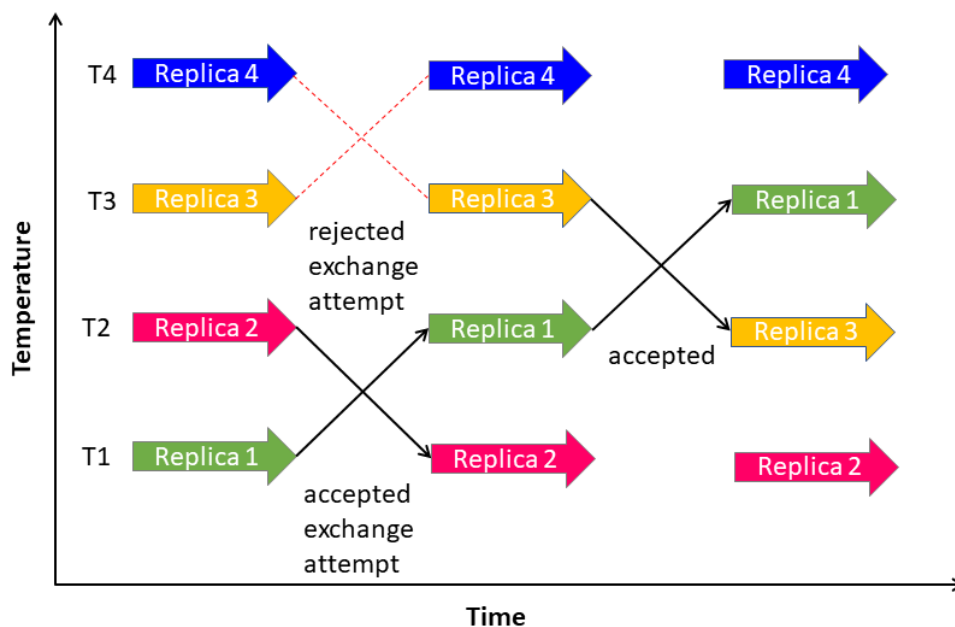 T4
Replica 4
Replica 4
Replica 4
T3
Replica 3
Replica 3
Replica 1
rejected
exchange
attempt
T2
Replica 2
Replica 1
Replica 3
accepted
T1
Replica 1
Replica 2
Replica 2
accepted
exchange
attempt
Temperature
Time